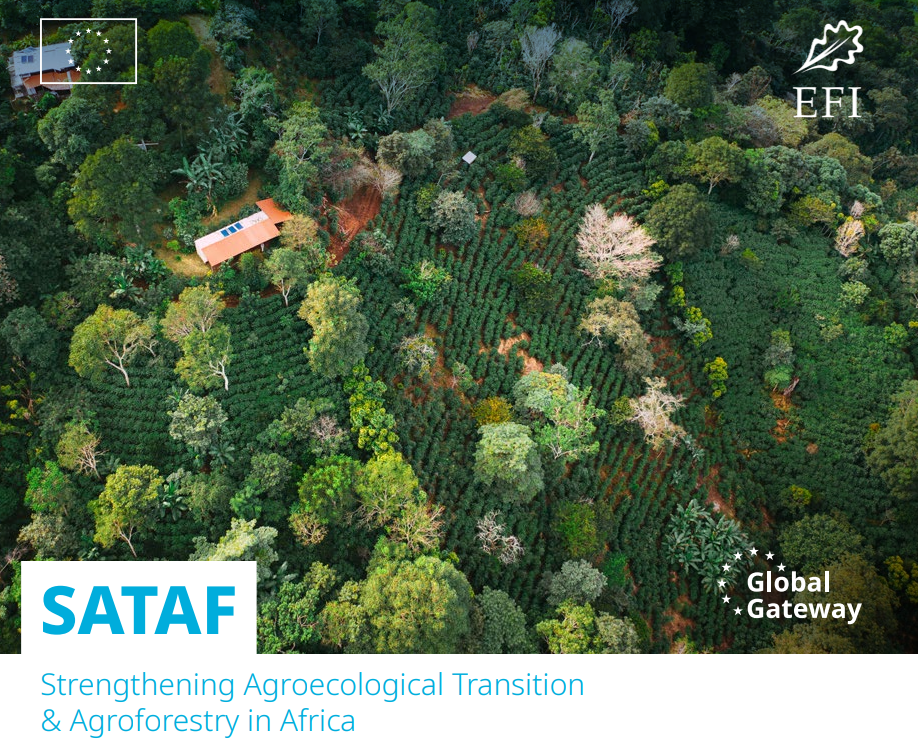 EFI
Global
Gateway
SATAF
Strengthening Agroecological Transition
& Agroforestry in Africa